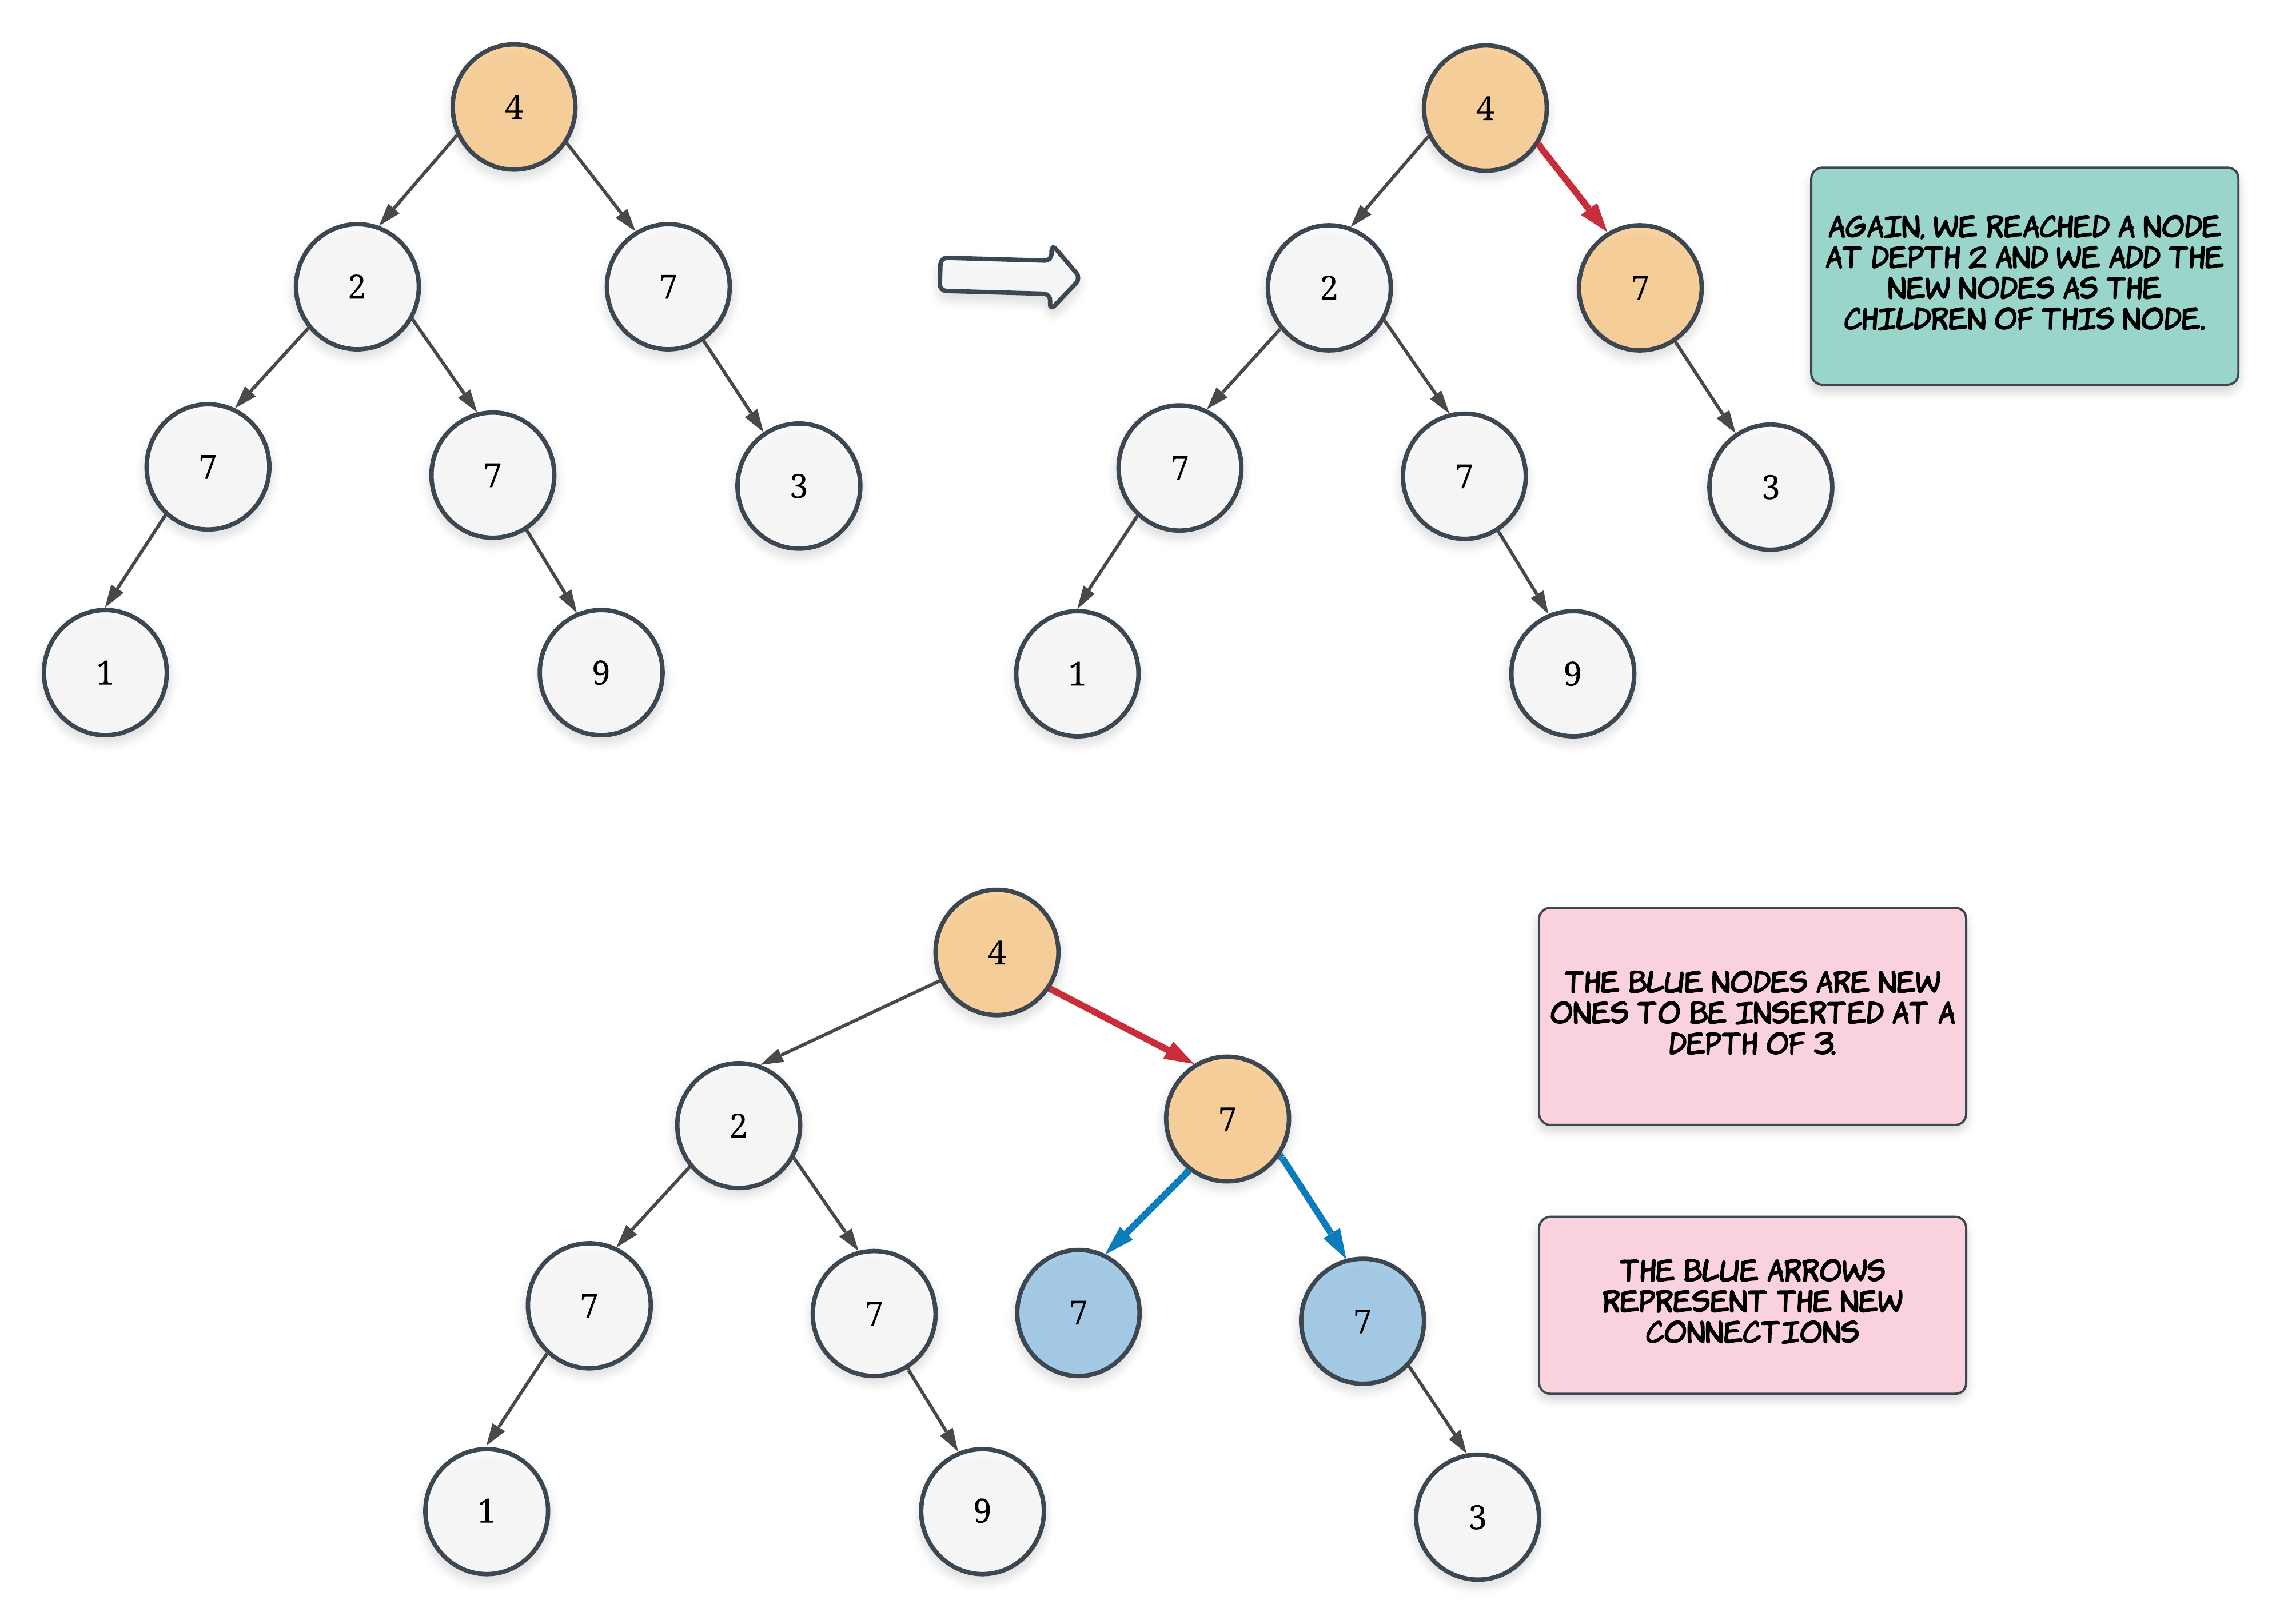 4
2
7
7
7
3
1
9
4
2
7
7
7
3
1
9
AGAIN, WE REACHED A NODE
AT DEPTH 2 AND WE ADD THE
NEW NODES AS THE
CHILDREN OF THIS NODE.
4
2
7
7
7
7
7
1
9
3
THE BLUE NODES ARE NEW
ONES TO BE INSERTED AT A
DEPTH OF 3.
THE BLUE ARROWS
REPRESENT THE NEW
CONNECTIONS